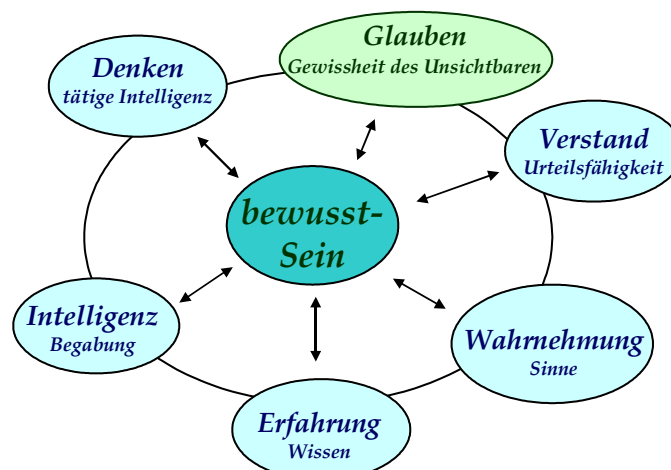 Glauben
Gewissheit des Unsichtbaren
Denken
tätige Intelligenz
Verstand
Urteilsfähigkeit
bewusst-
Sein
Intelligenz
Begabung
Wahrnehmung
Sinne
Erfahrung
Wissen